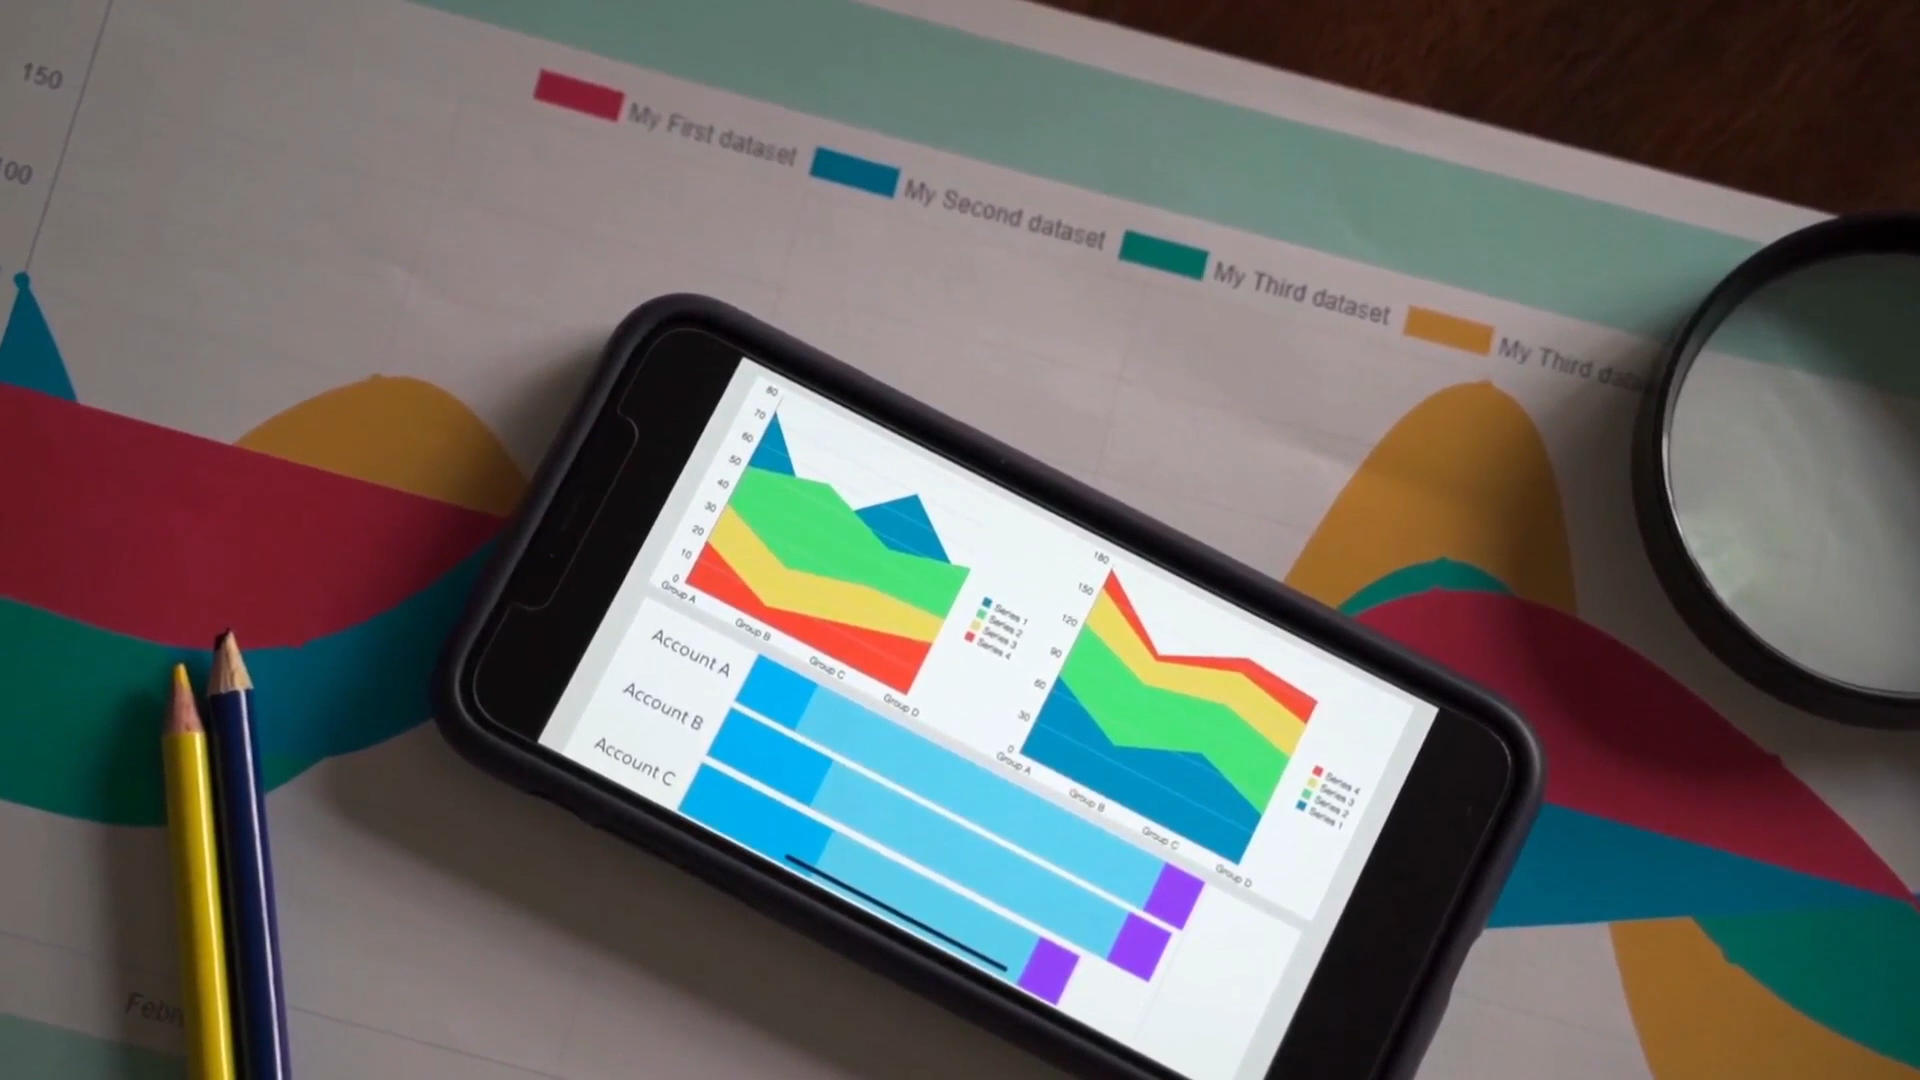 150
100
My First dataset
My Second dataset
My Third dataset
My Third
80
70
60
50
40
30
20
10
0
Group A
Group B
Group C
Group D
Series 1
Series 2
Series 3
Series 4
180
150
120
90
60
30
0
Group A
Group B
Group C
Group D
Series 4
Series 3
Series 2
Series 1
Account A
Account B
Account C